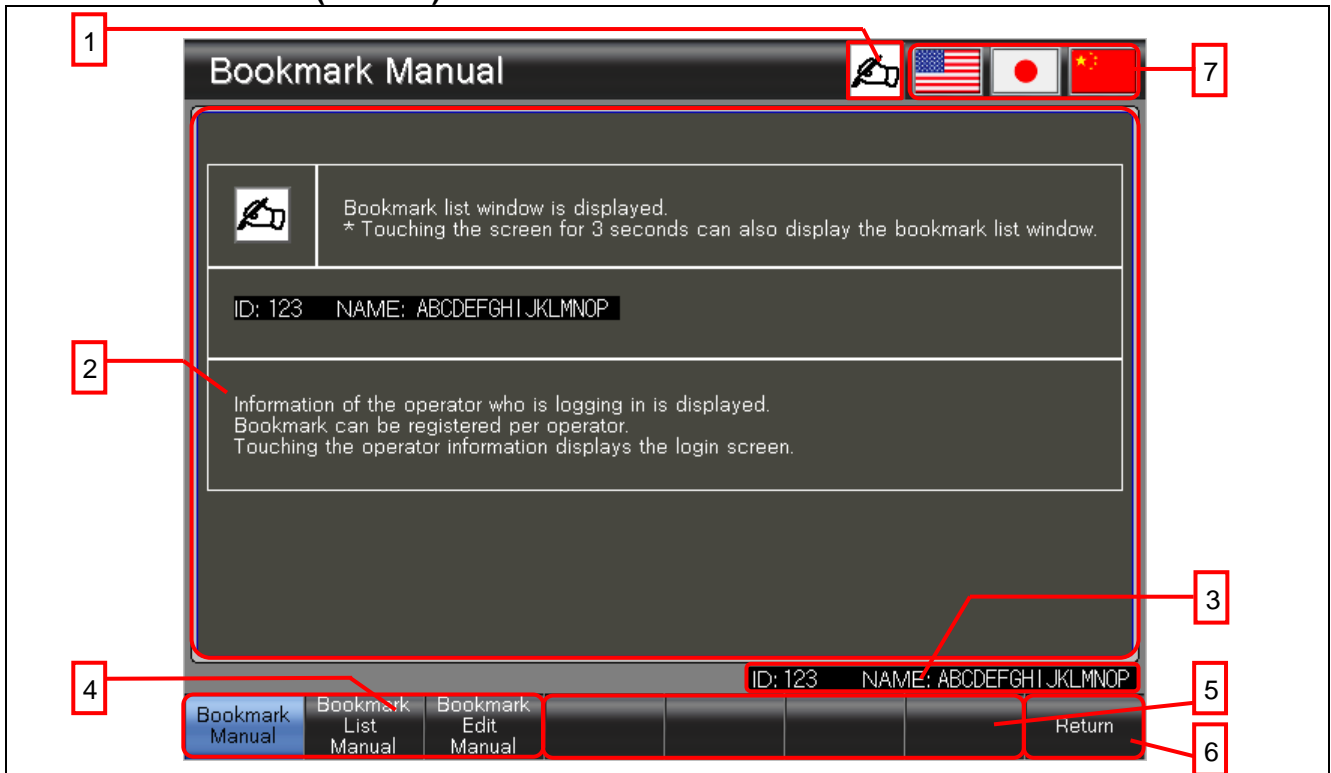 1
Bookmark Manual
7
Bookmark list window is displayed.
* Touching the screen for 3 seconds can also display the bookmark list window.
ID: 123 NAME: ABCDEFGHIJKLMNOP
2
Information of the operator who is logging in is displayed.
Bookmark can be registered per operator.
Touching the operator information displays the login screen.
3
ID: 123 NAME: ABCDEFGHIJKLMNOP
4
5
Bookmark
Manual
Bookmark
List
Manual
Bookmark
Edit
Manual
Return
6